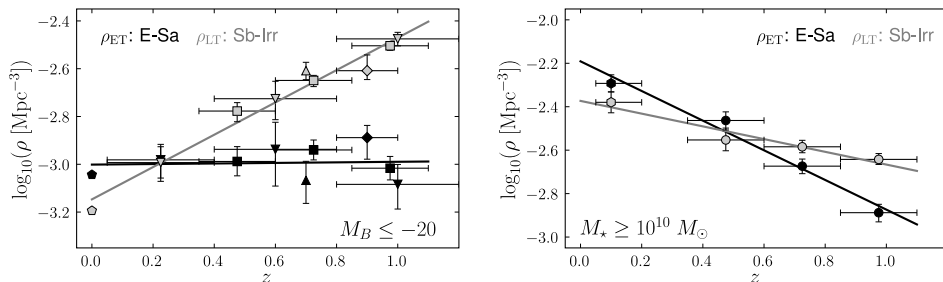 ρET: E-Sa ρLT: Sb-Irr
log10(ρ [Mpc−3])
−2.4
−2.6
−2.8
−3.0
−3.2
MB ≤ −20
0.0 0.2 0.4 0.6 0.8 1.0
z
ρET: E-Sa ρLT: Sb-Irr
log10(ρ [Mpc−3])
−2.0
−2.2
−2.4
−2.6
−2.8
−3.0
M⋆ ≥ 10^10 M⊙
0.0 0.2 0.4 0.6 0.8 1.0
z